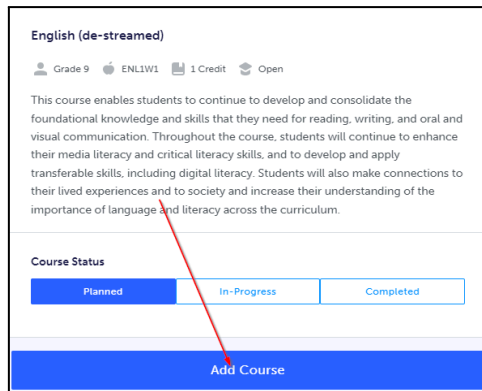 English (de-streamed)
Grade 9 ENL1W1 1 Credit Open
This course enables students to continue to develop and consolidate the
foundational knowledge and skills that they need for reading, writing, and oral and
visual communication. Throughout the course, students will continue to enhance
their media literacy and critical literacy skills, and to develop and apply
transferable skills, including digital literacy. Students will also make connections to
their lived experiences and to society and increase their understanding of the
importance of language and literacy across the curriculum.
Course Status
Planned In-Progress Completed
Add Course